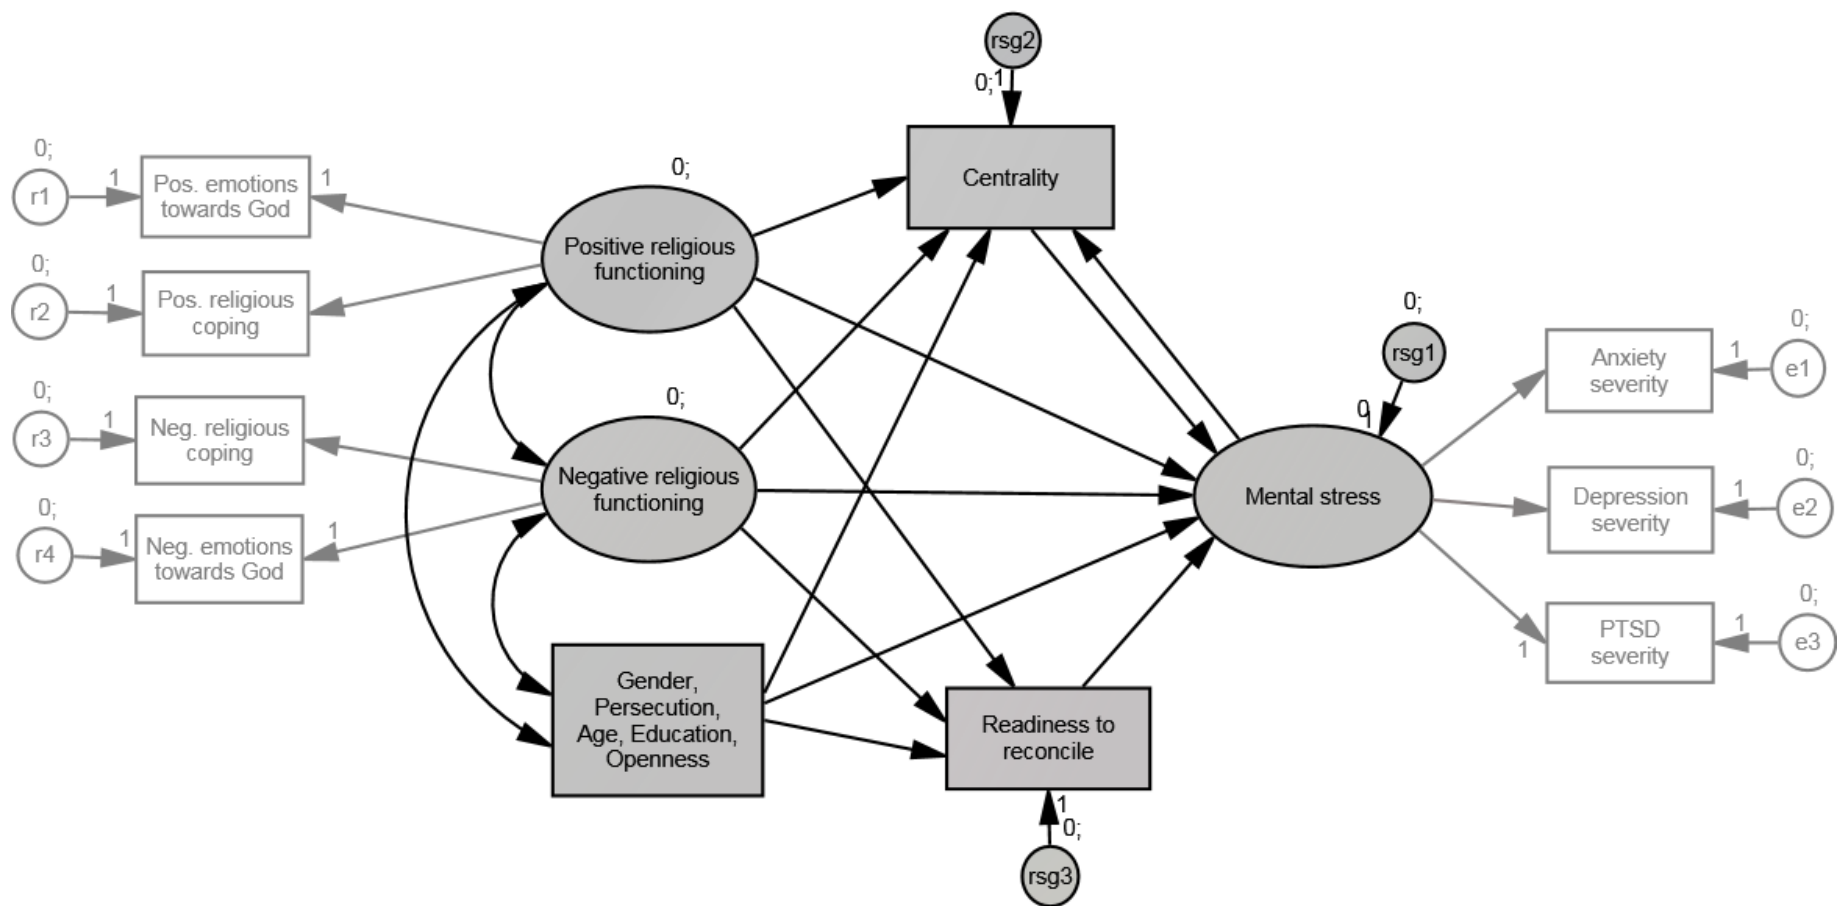 rsg2
0;
1
Centrality
0;
r1
1
Pos. emotions
towards God
1
0;
r2
1
Pos. religious
coping
0;
Positive religious
functioning
0;
r3
1
Neg. religious
coping
0;
r4
1
Neg. emotions
towards God
1
0;
Negative religious
functioning
Gender,
Persecution,
Age, Education,
Openness
Readiness to
reconcile
1
0;
rsg3
0;
rsg1
0
1
Mental stress
Anxiety
severity
1
0;
e1
Depression
severity
1
0;
e2
1
PTSD
severity
1
0;
e3